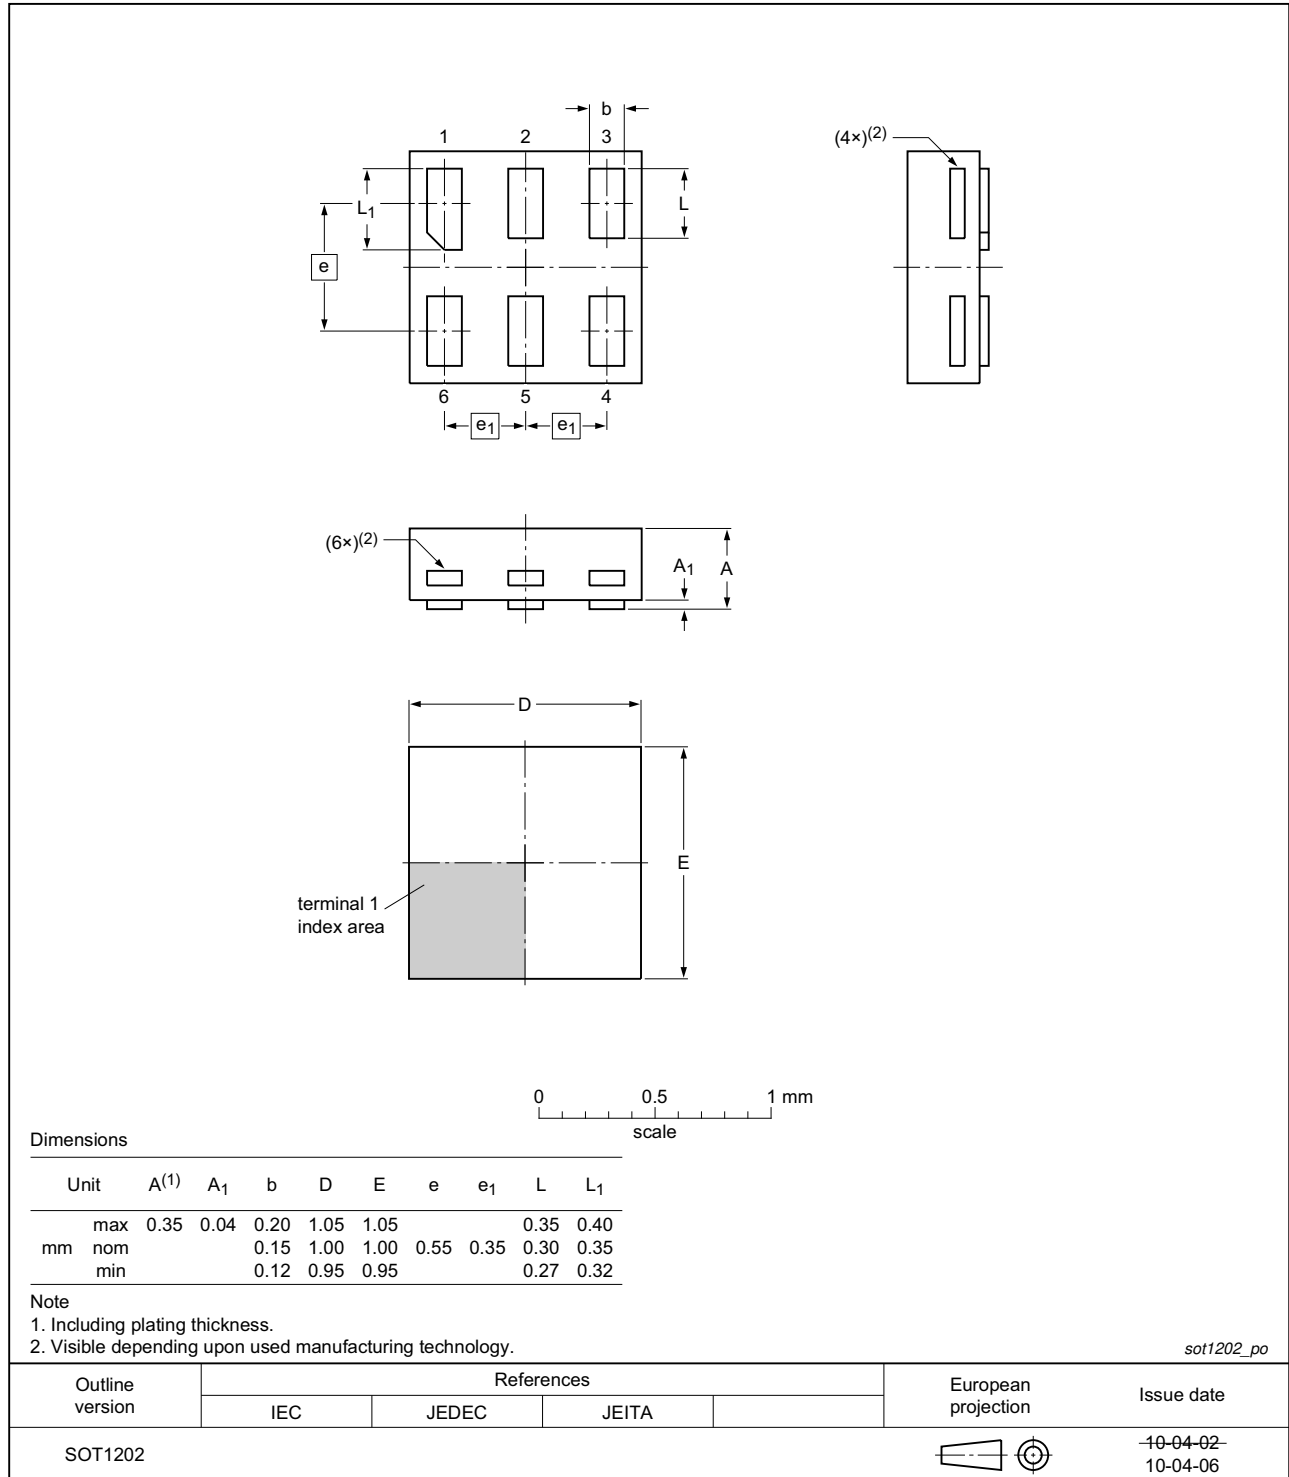 b
1 2 3
(4×)(2)
L1
L
e
6 5 4
e1 e1
(6×)(2)
A1 A
D
E
terminal 1
index area
0 0.5 1 mm
scale
Dimensions
Unit A(1) A1 b D E e e1 L L1
max 0.35 0.04 0.20 1.05 1.05 0.35 0.40
mm nom 0.15 1.00 1.00 0.55 0.35 0.30 0.35
min 0.12 0.95 0.95 0.27 0.32
Note
1. Including plating thickness.
2. Visible depending upon used manufacturing technology.
sot1202_po
Outline version
References
European projection
Issue date
IEC JEDEC JEITA
SOT1202
10-04-02
10-04-06